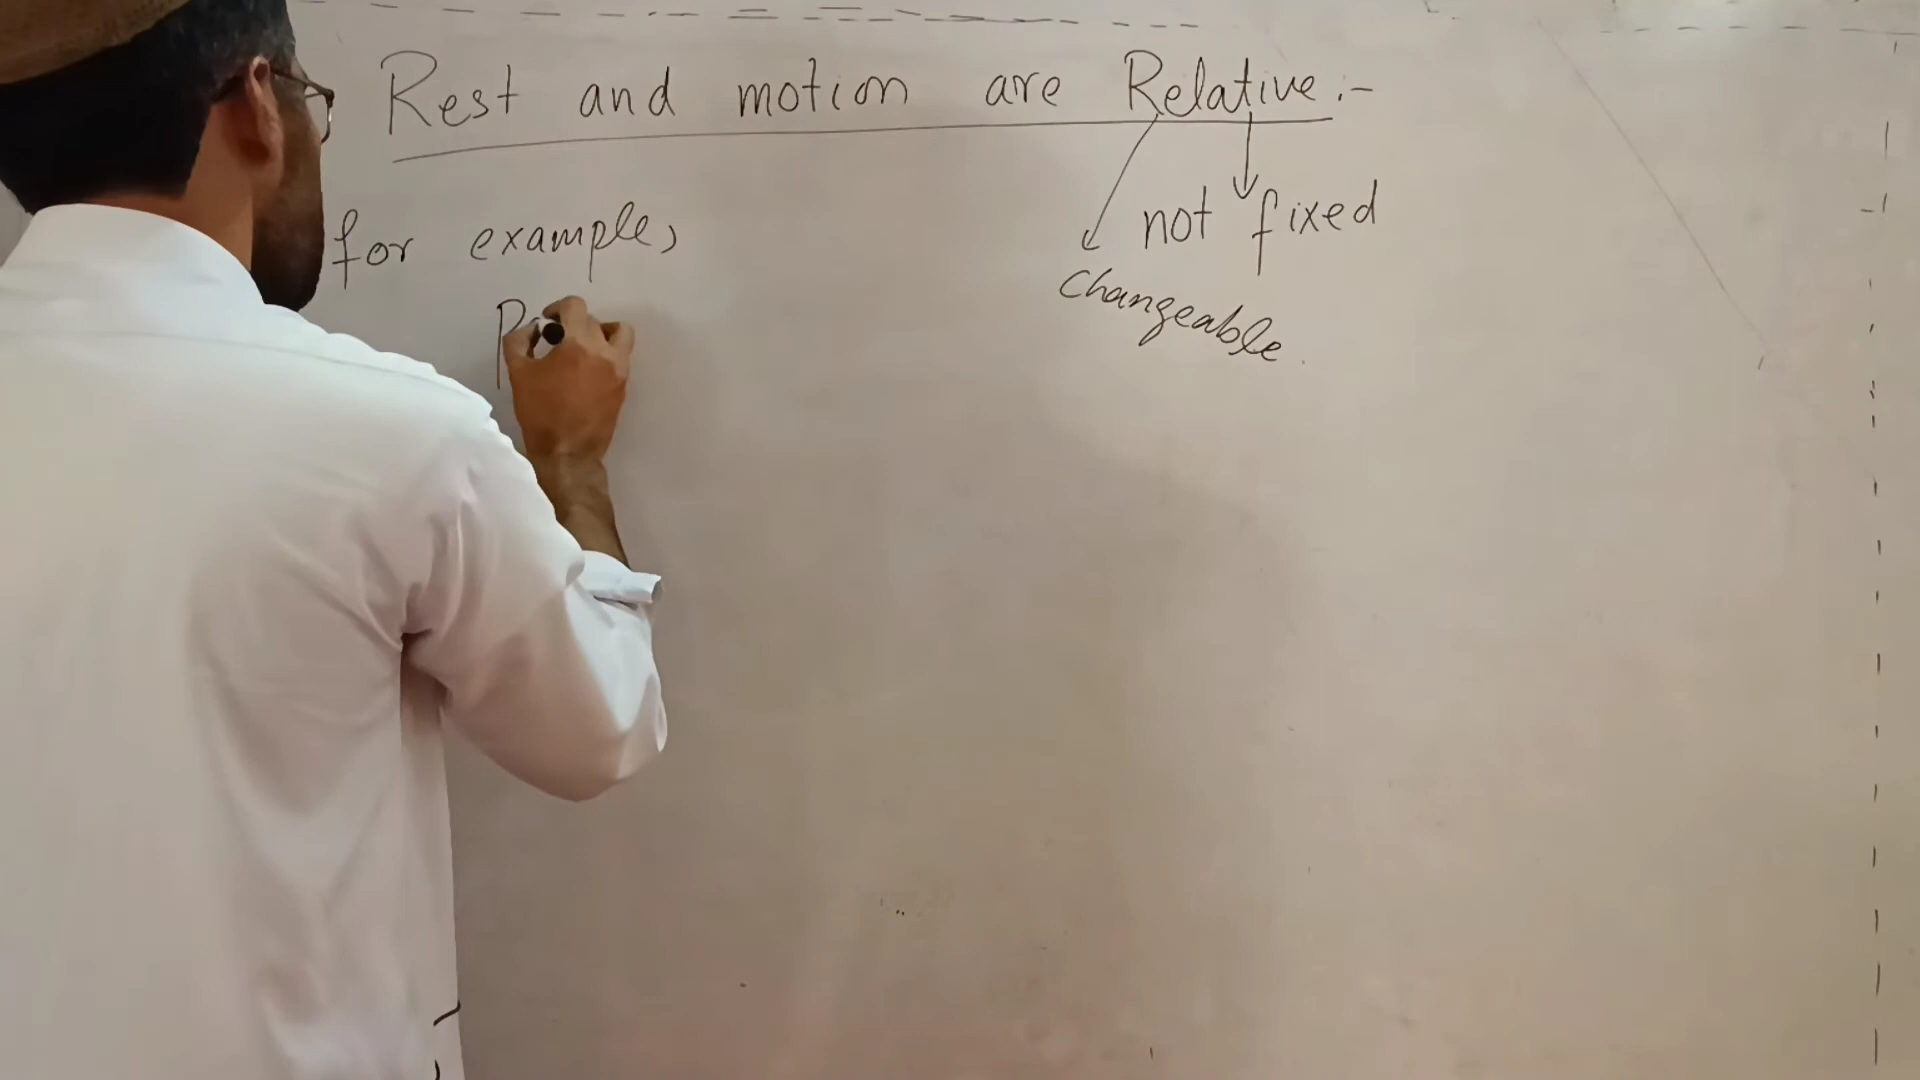 Rest and motion are Relative :-
not fixed
for example,
changeable